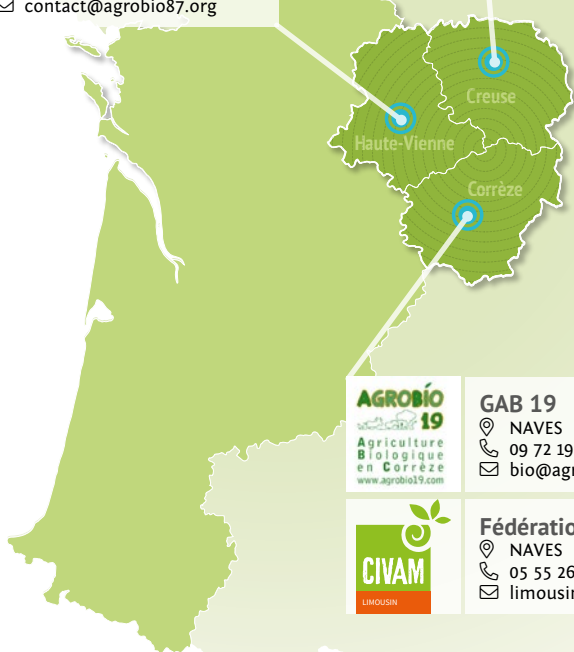 contact@agrobio87.org
Creuse
Haute-Vienne
Corrèze
AGROBIO
19
Agriculture
Biologique
en Corrèze
www.agrobio19.com
GAB 19
NAVES
09 72 19
bio@agr
CIVAM
LIMOUSIN
Fédératio
NAVES
05 55 26
limousin